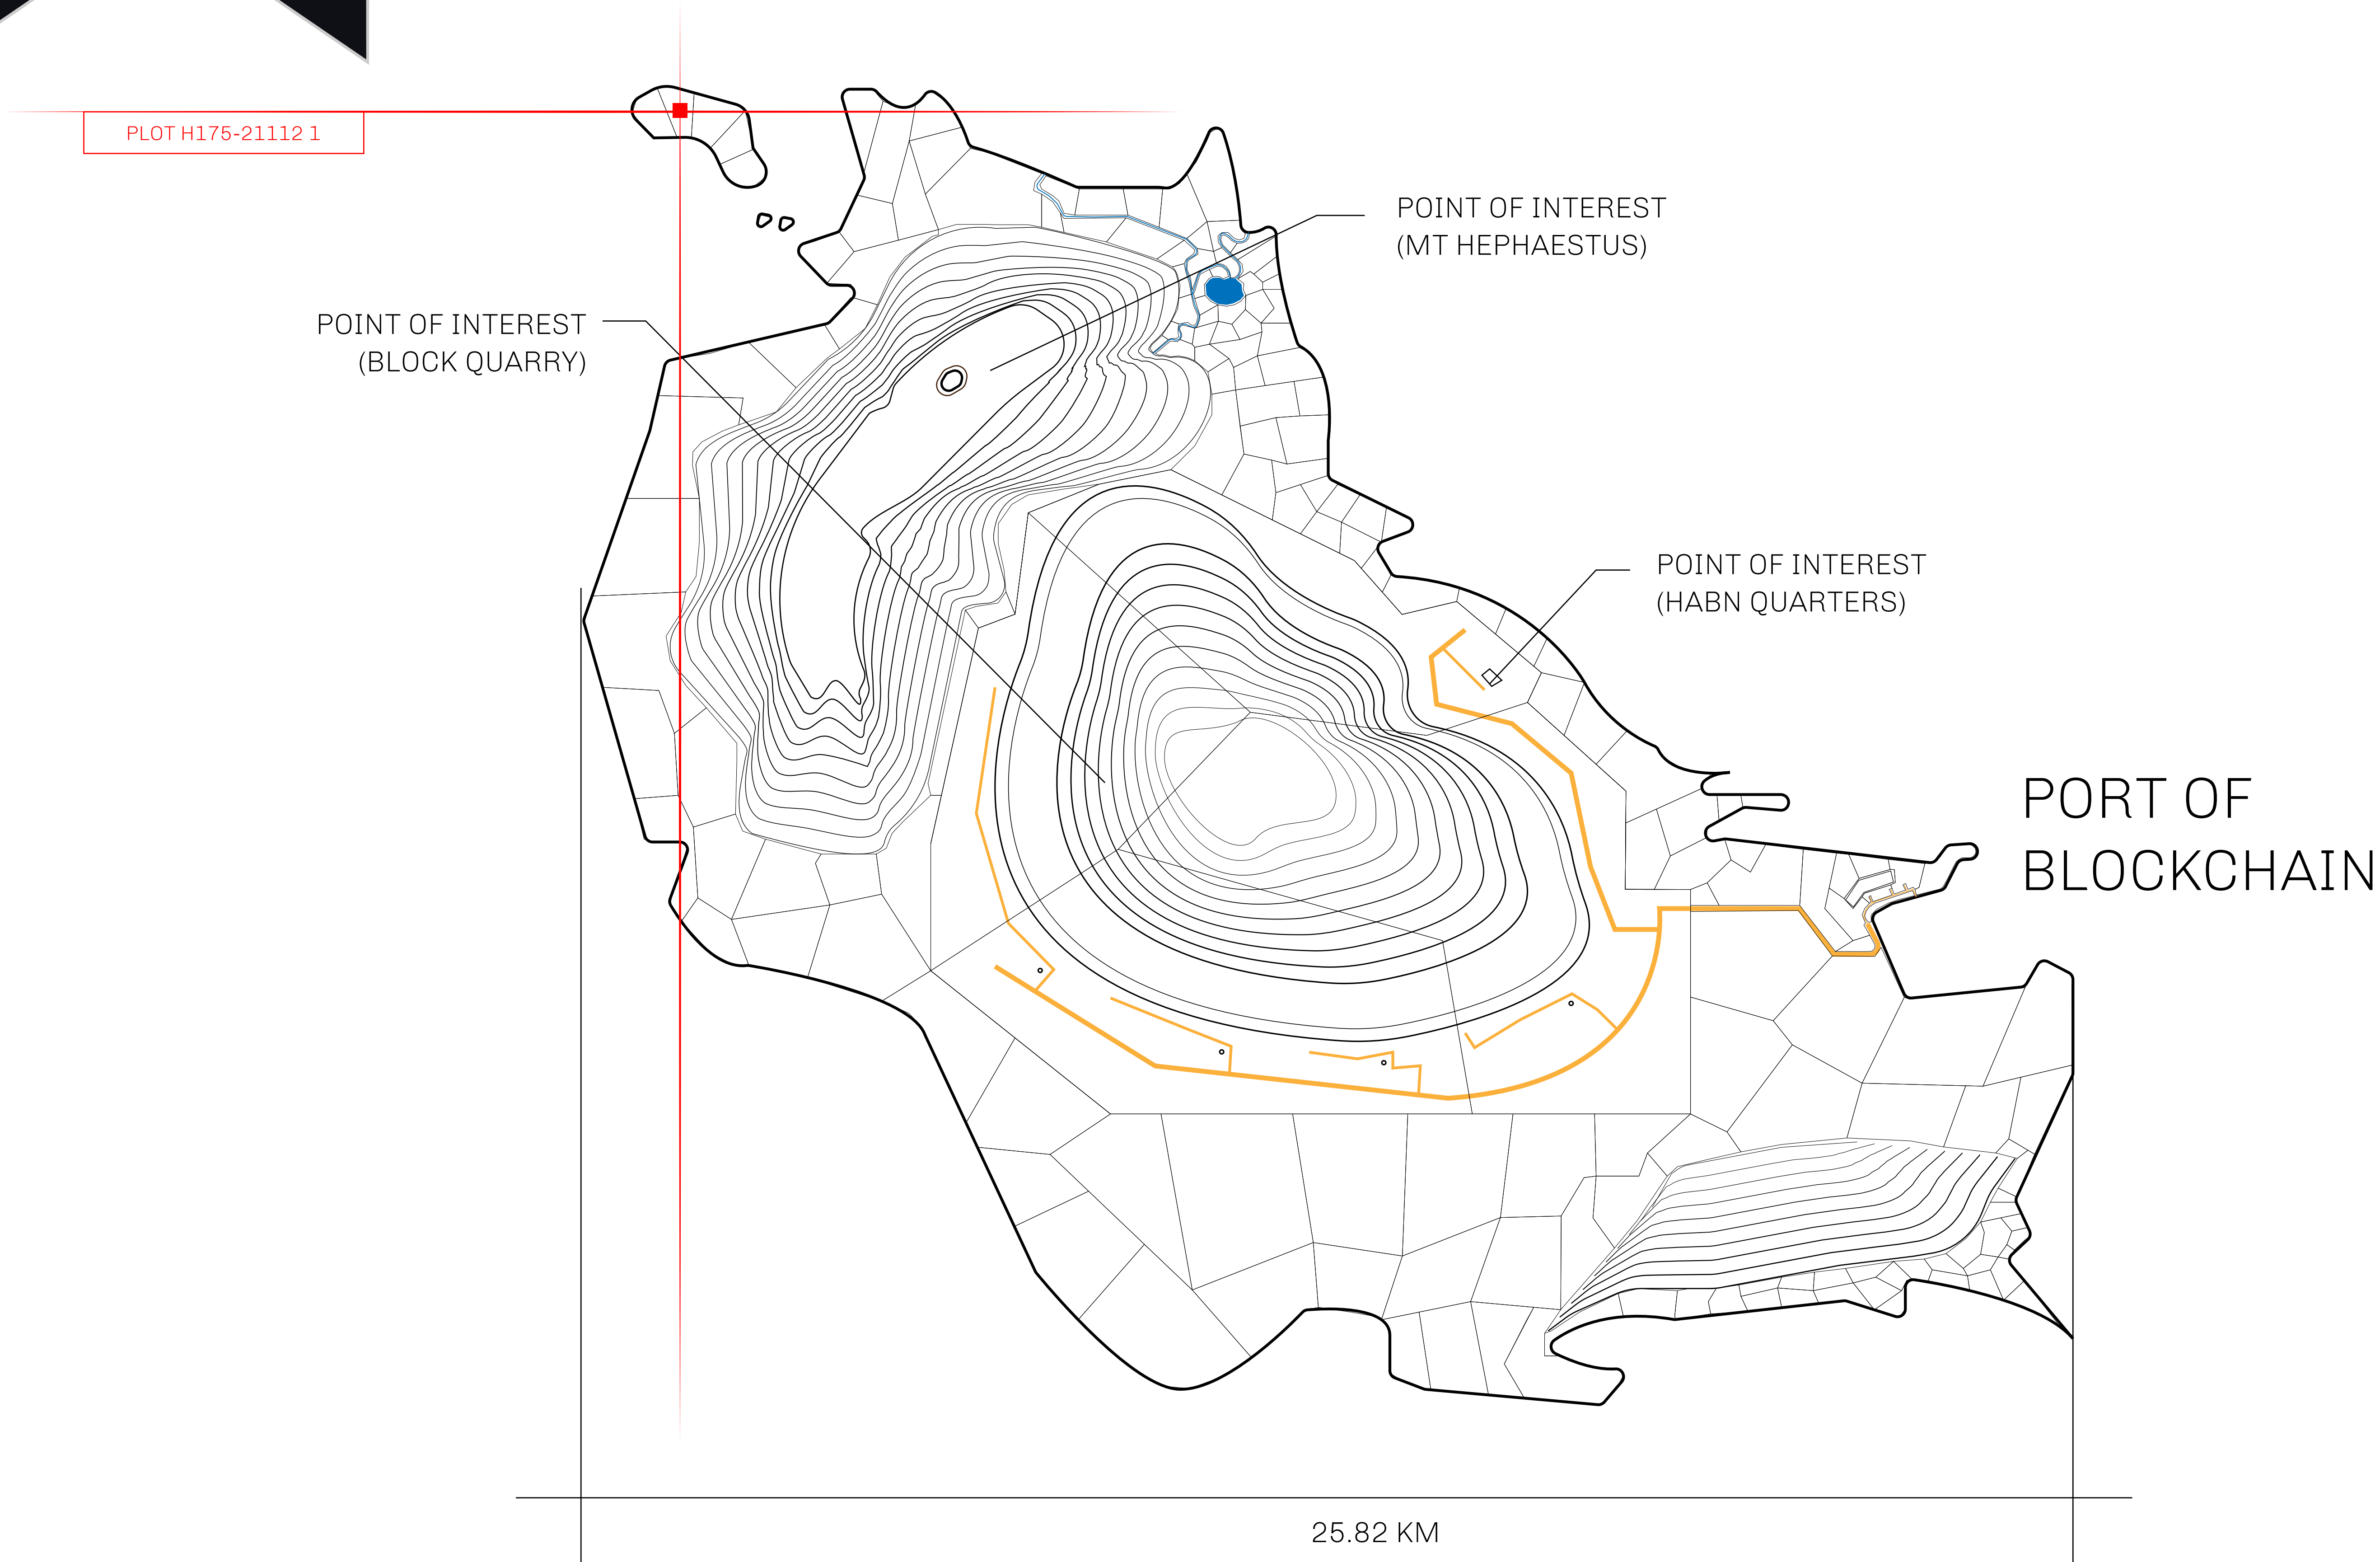 PLOT H175-21112 1
POINT OF INTEREST
(MT HEPHAESTUS)
POINT OF INTEREST
(BLOCK QUARRY)
POINT OF INTEREST
(HABN QUARTERS)
PORT OF
BLOCKCHAIN
25.82 KM